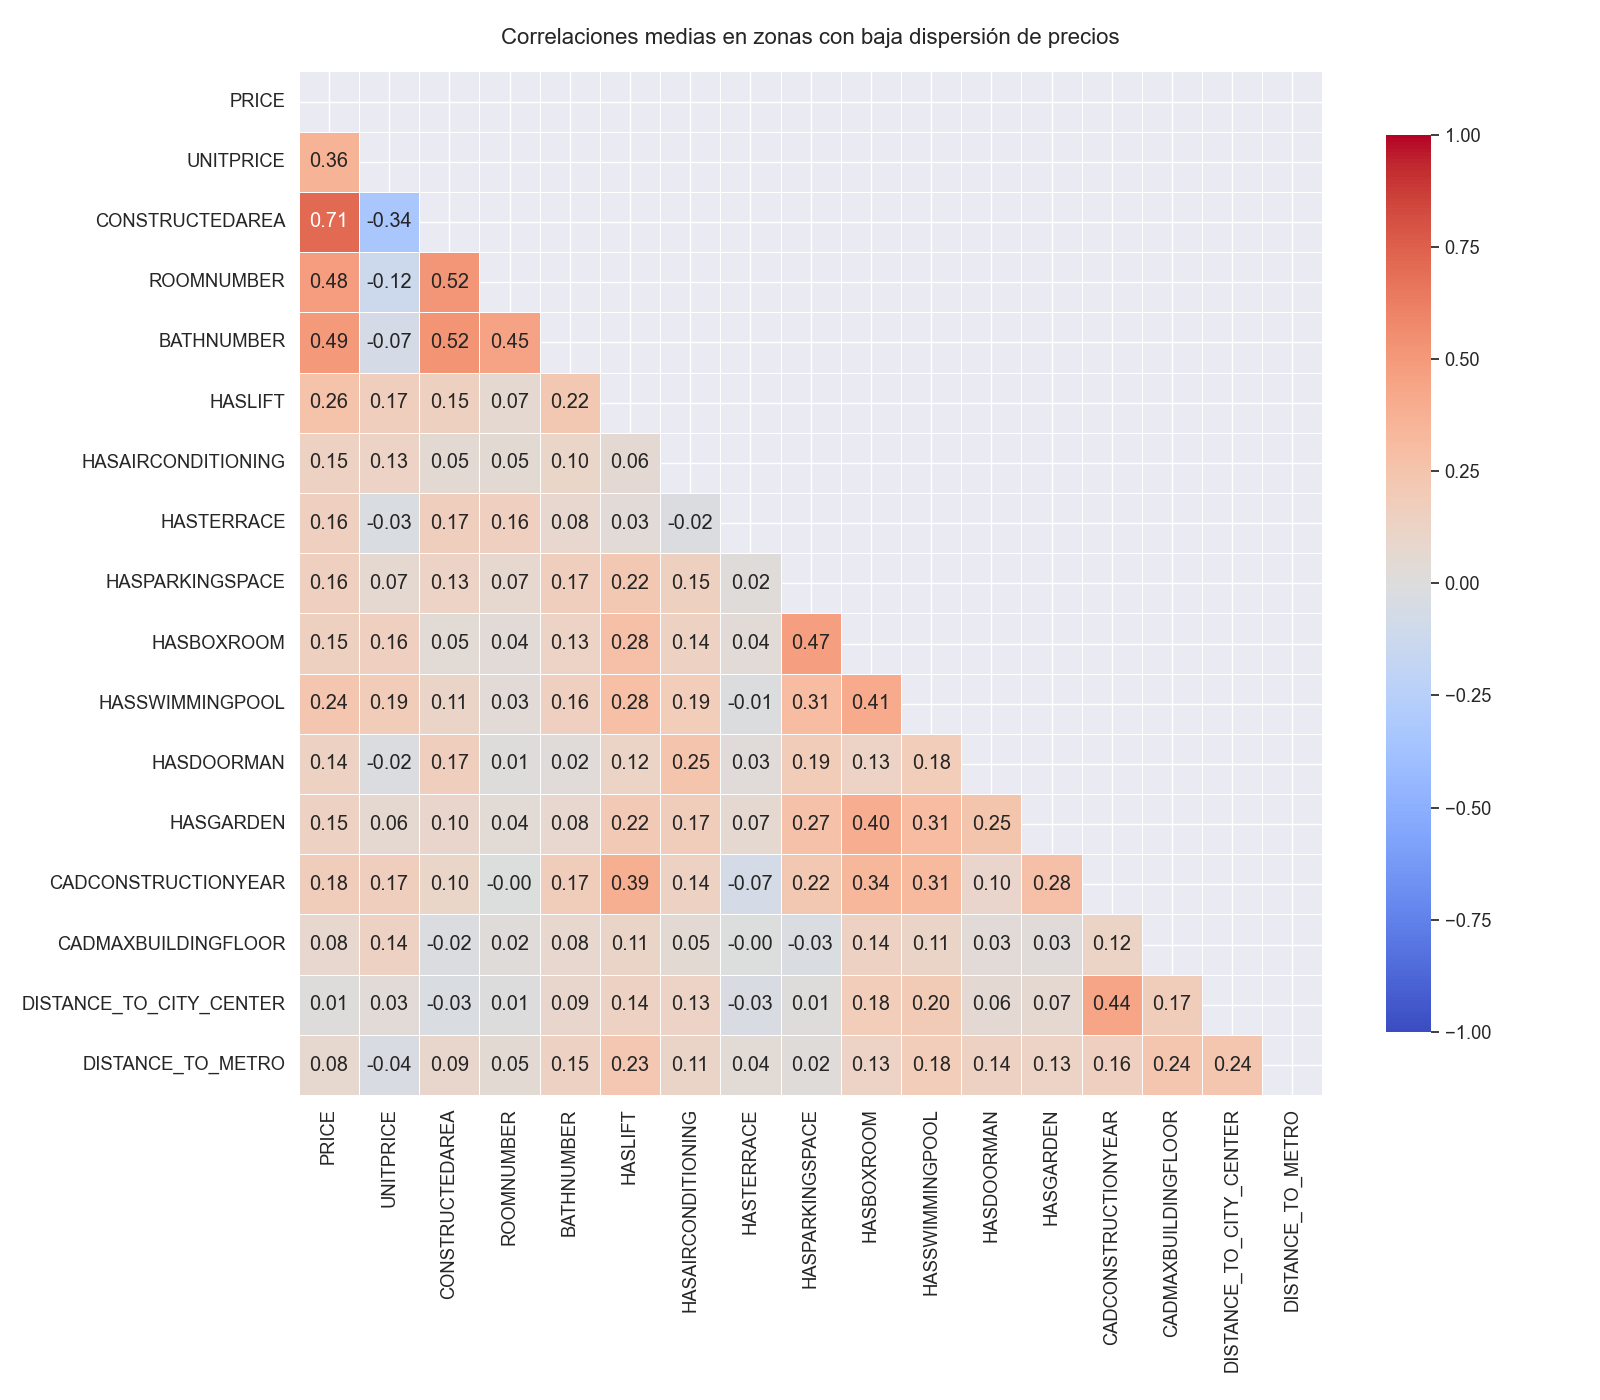 Correlaciones medias en zonas con baja dispersión de precios
PRICE
UNITPRICE 0.36
CONSTRUCTEDAREA 0.71 -0.34
ROOMNUMBER 0.48 -0.12 0.52
BATHNUMBER 0.49 -0.07 0.52 0.45
HASLIFT 0.26 0.17 0.15 0.07 0.22
HASAIRCONDITIONING 0.15 0.13 0.05 0.05 0.10 0.06
HASTERRACE 0.16 -0.03 0.17 0.16 0.08 0.03 -0.02
HASPARKINGSPACE 0.16 0.07 0.13 0.07 0.17 0.22 0.15 0.02
HASBOXROOM 0.15 0.16 0.05 0.04 0.13 0.28 0.14 0.04 0.47
HASSWIMMINGPOOL 0.24 0.19 0.11 0.03 0.16 0.28 0.19 -0.01 0.31 0.41
HASDOORMAN 0.14 -0.02 0.17 0.01 0.02 0.12 0.25 0.03 0.19 0.13 0.18
HASGARDEN 0.15 0.06 0.10 0.04 0.08 0.22 0.17 0.07 0.27 0.40 0.31 0.25
CADCONSTRUCTIONYEAR 0.18 0.17 0.10 -0.00 0.17 0.39 0.14 -0.07 0.22 0.34 0.31 0.10 0.28
CADMAXBUILDINGFLOOR 0.08 0.14 -0.02 0.02 0.08 0.11 0.05 -0.00 -0.03 0.14 0.11 0.03 0.03 0.12
DISTANCE_TO_CITY_CENTER 0.01 0.03 -0.03 0.01 0.09 0.14 0.13 -0.03 0.01 0.18 0.20 0.06 0.07 0.44 0.17
DISTANCE_TO_METRO 0.08 -0.04 0.09 0.05 0.15 0.23 0.11 0.04 0.02 0.13 0.18 0.14 0.13 0.16 0.24 0.24
PRICE
UNITPRICE
CONSTRUCTEDAREA
ROOMNUMBER
BATHNUMBER
HASLIFT
HASAIRCONDITIONING
HASTERRACE
HASPARKINGSPACE
HASBOXROOM
HASSWIMMINGPOOL
HASDOORMAN
HASGARDEN
CADCONSTRUCTIONYEAR
CADMAXBUILDINGFLOOR
DISTANCE_TO_CITY_CENTER
DISTANCE_TO_METRO
1.00
0.75
0.50
0.25
0.00
−0.25
−0.50
−0.75
−1.00